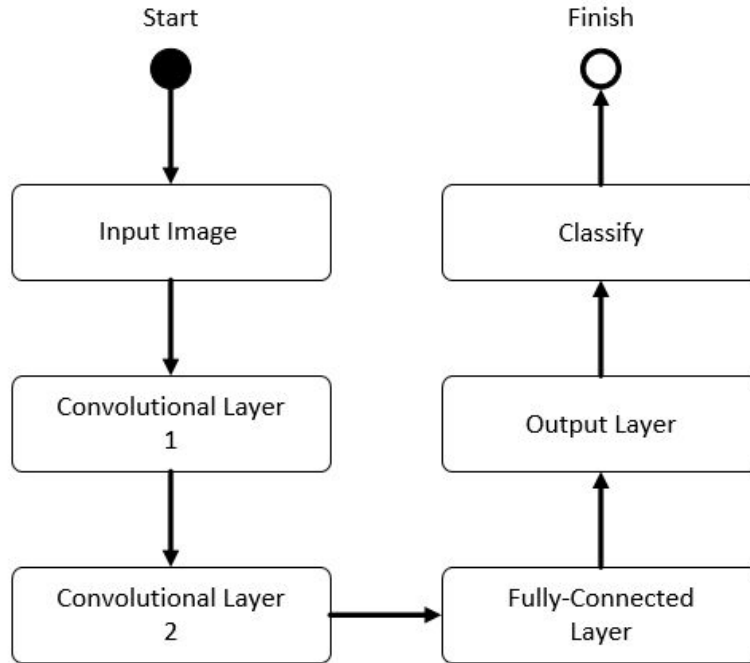 Start
Finish
Input Image
Classify
Convolutional Layer
1
Output Layer
Convolutional Layer
2
Fully-Connected
Layer